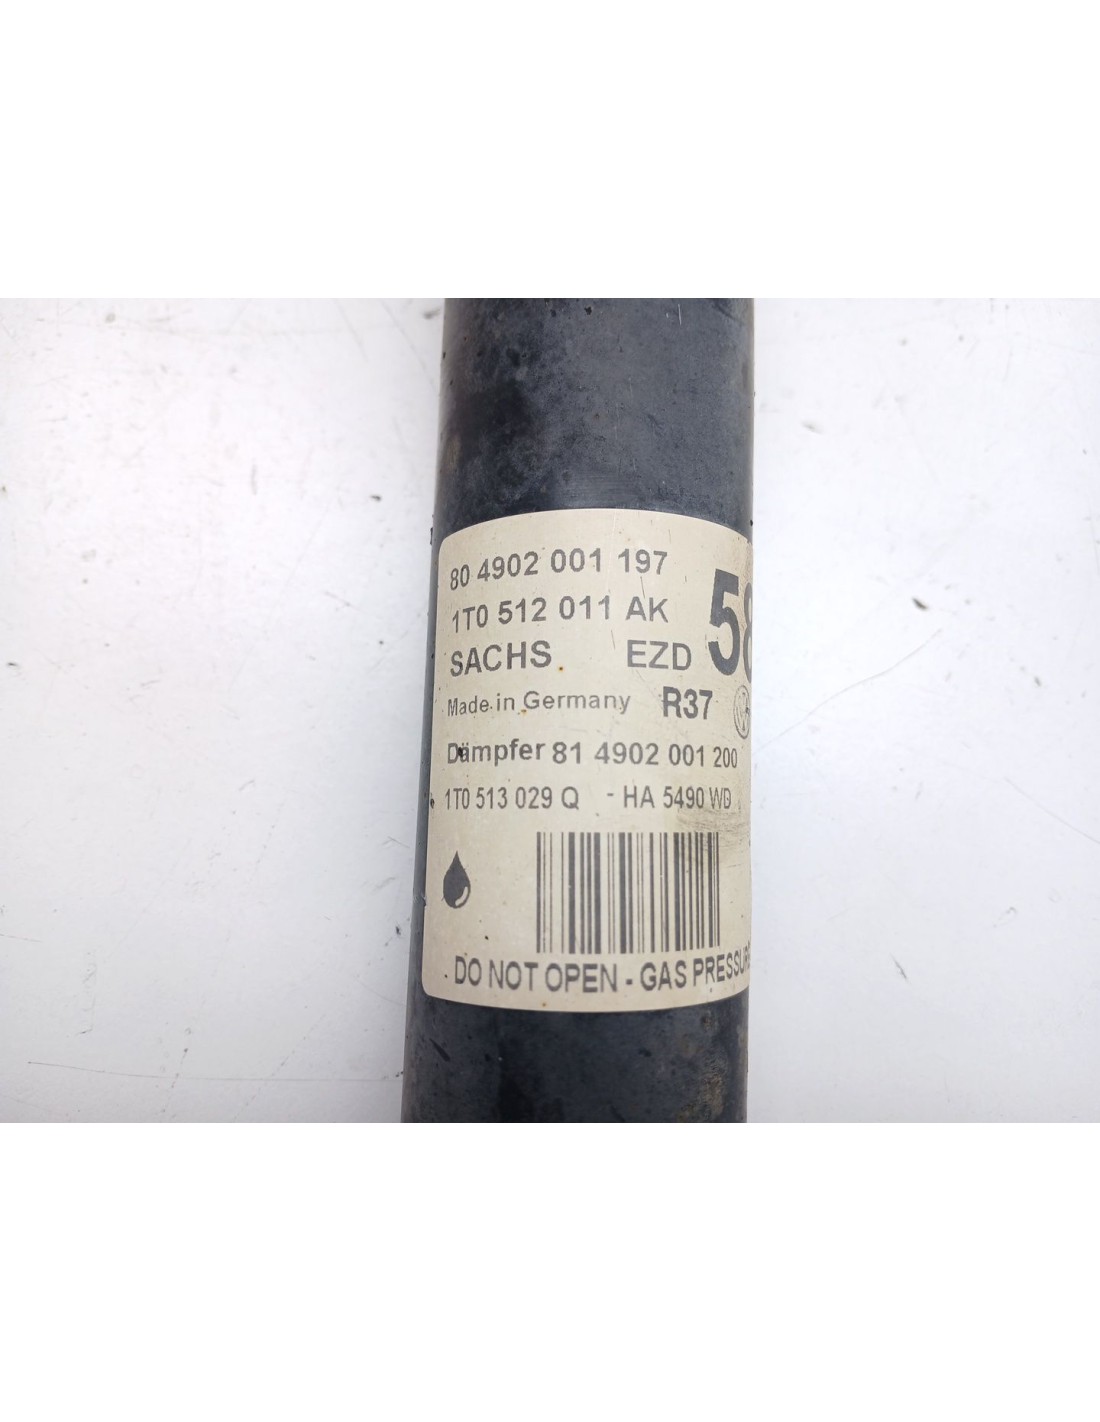 80 4902 001 197
1T0 512 011 AK
58
SACHS EZD
Made in Germany R37
Dämpfer 81 4902 001 200
1T0 513 029 Q - HA 5490 WD
DO NOT OPEN - GAS PRESSURE